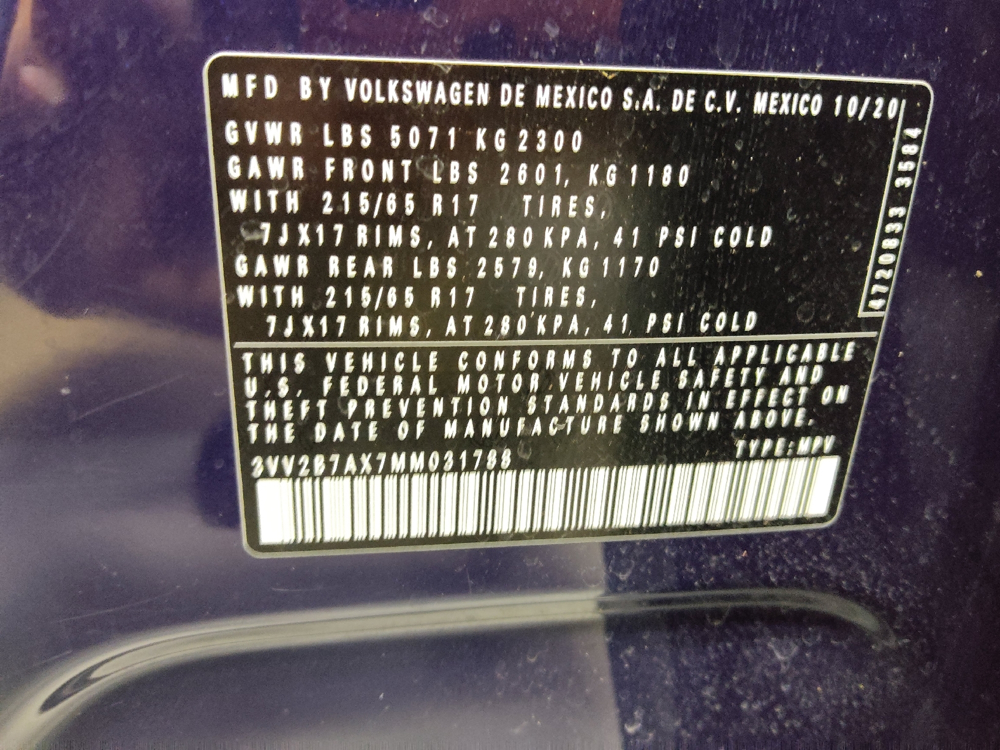 MFD BY VOLKSWAGEN DE MEXICO S.A. DE C.V. MEXICO 10/20
GVWR LBS 5071 KG 2300
GAWR FRONT LBS 2601, KG 1180
WITH 215/65 R17 TIRES,
7JX17 RIMS, AT 280 KPA, 41 PSI COLD
GAWR REAR LBS 2579, KG 1170
WITH 215/65 R17 TIRES,
7JX17 RIMS, AT 280 KPA, 41 PSI COLD
4720833 3584
THIS VEHICLE CONFORMS TO ALL APPLICABLE
U.S. FEDERAL MOTOR VEHICLE SAFETY AND
THEFT PREVENTION STANDARDS IN EFFECT ON
THE DATE OF MANUFACTURE SHOWN ABOVE.
TYPE:MPV
3VV2B7AX7MM031788